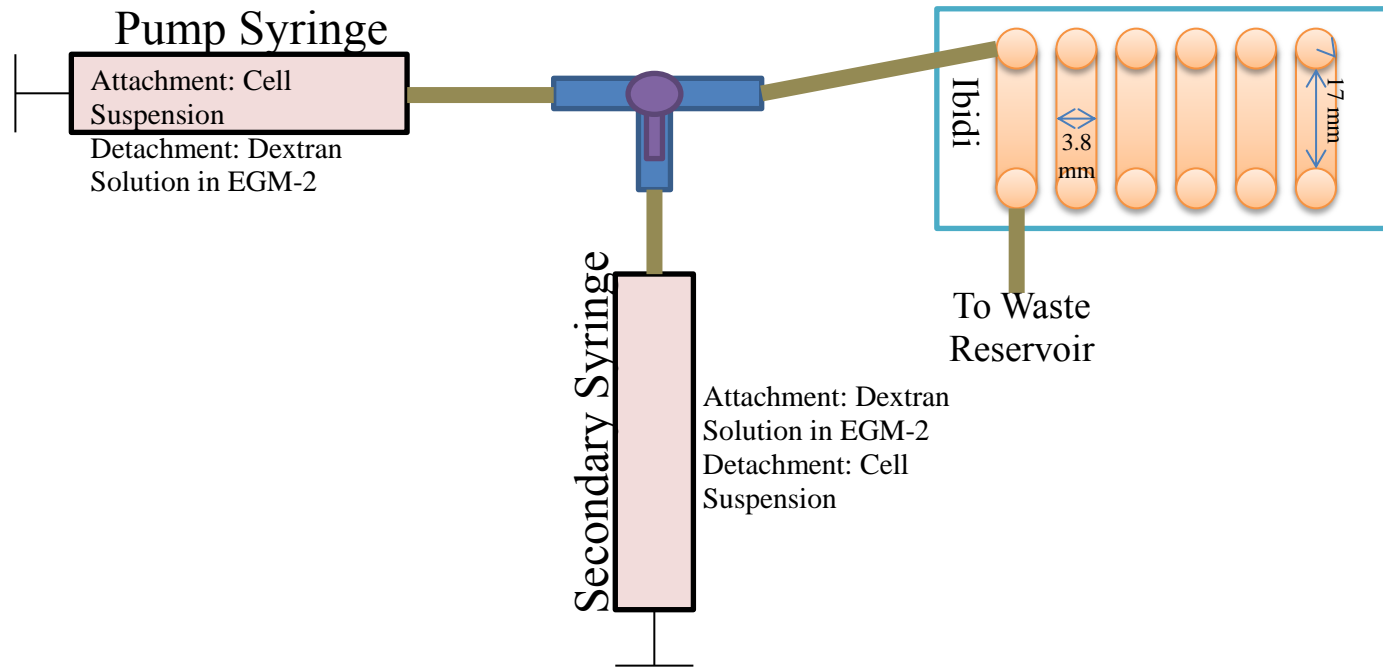 Pump Syringe
Attachment: Cell
Suspension
Detachment: Dextran
Solution in EGM-2
Ibidi
3.8
mm
17 mm
To Waste
Reservoir
Secondary Syringe
Attachment: Dextran
Solution in EGM-2
Detachment: Cell
Suspension